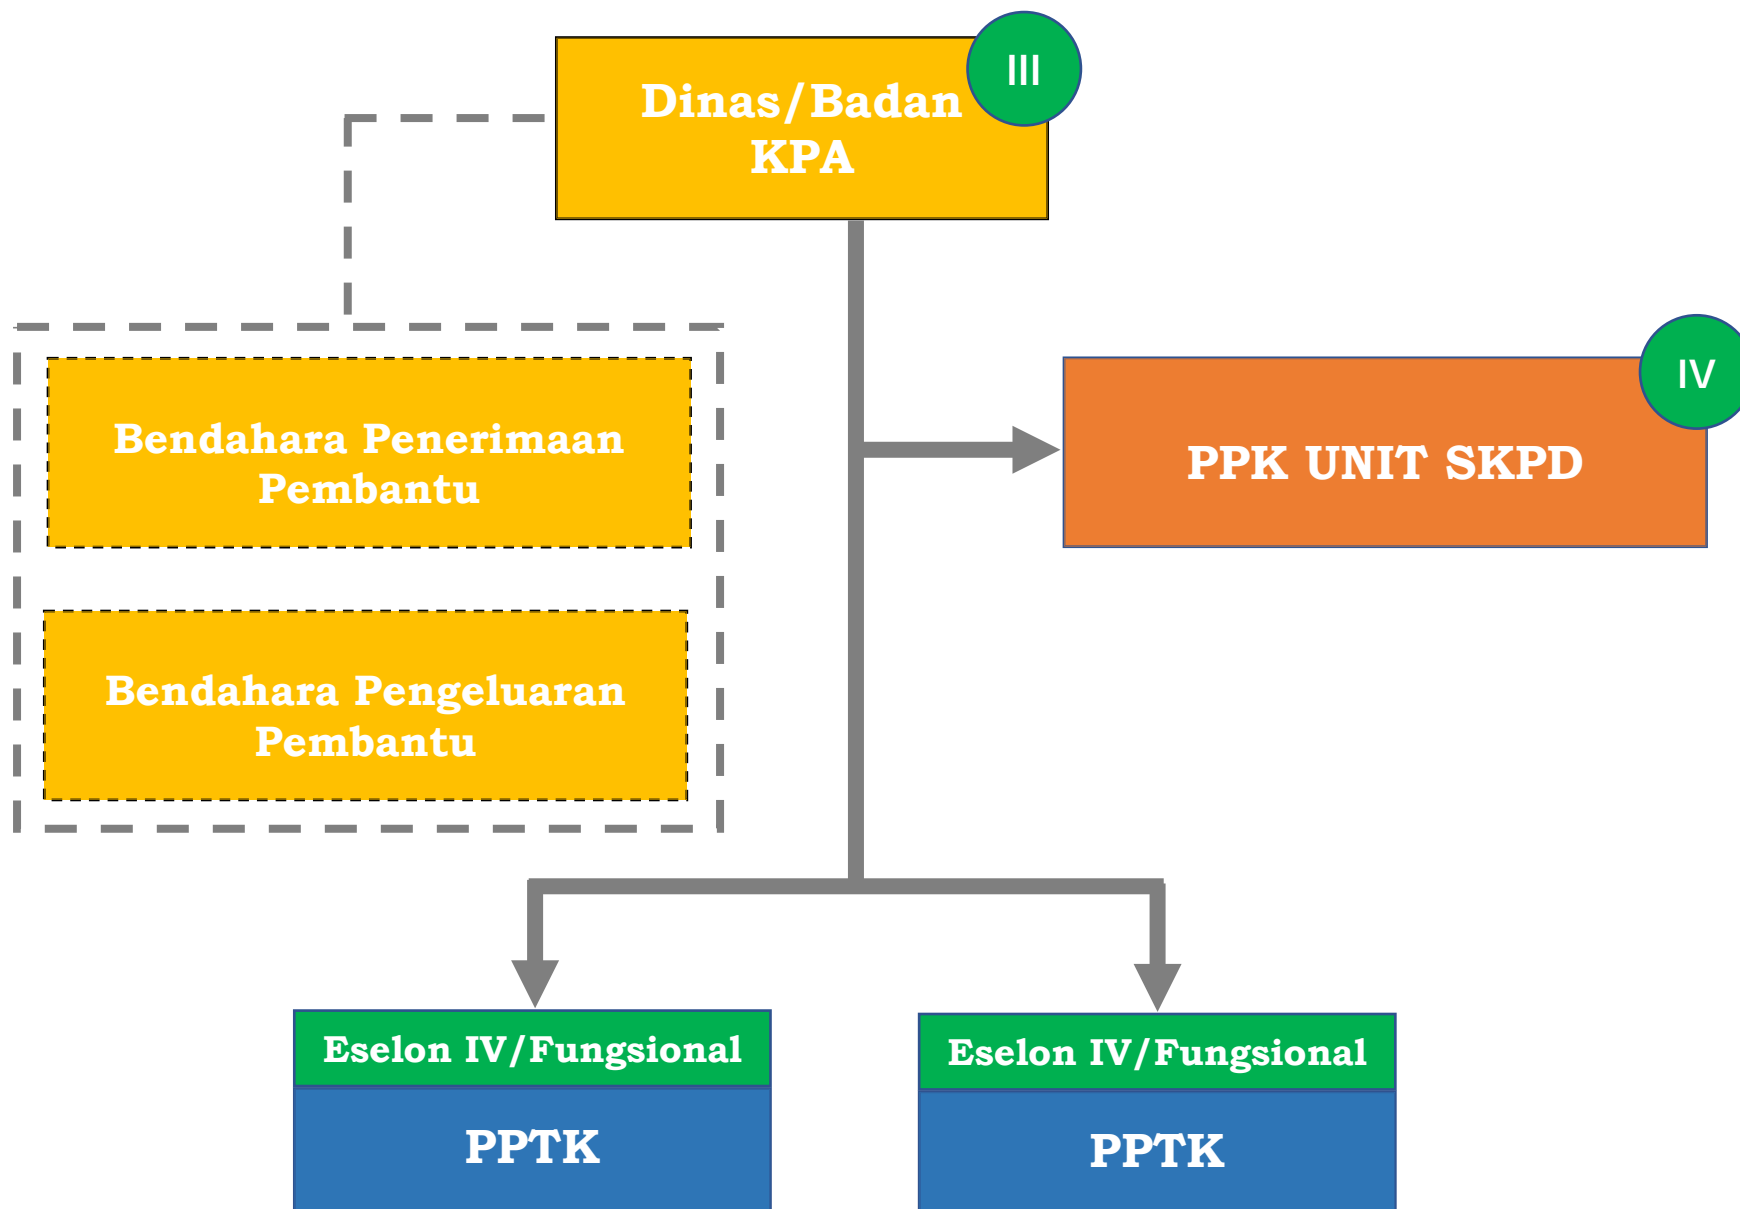 III
Dinas/Badan
KPA
IV
Bendahara Penerimaan
Pembantu
PPK UNIT SKPD
Bendahara Pengeluaran
Pembantu
Eselon IV/Fungsional
PPTK
Eselon IV/Fungsional
PPTK